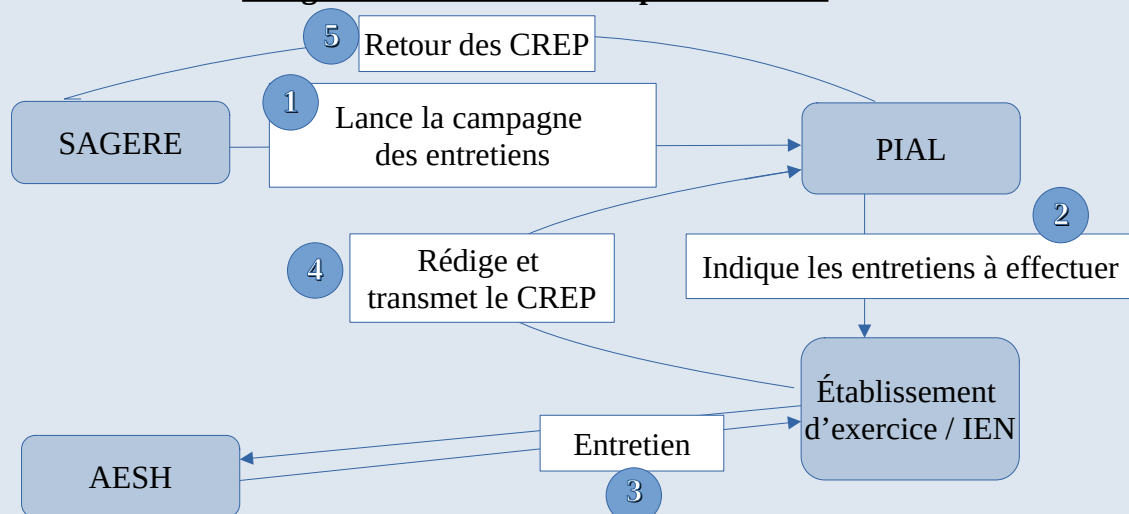 5
Retour des CREP
1
Lance la campagne
des entretiens
SAGERE
PIAL
2
Indique les entretiens à effectuer
4
Rédige et
transmet le CREP
Établissement
d’exercice / IEN
Entretien
3
AESH